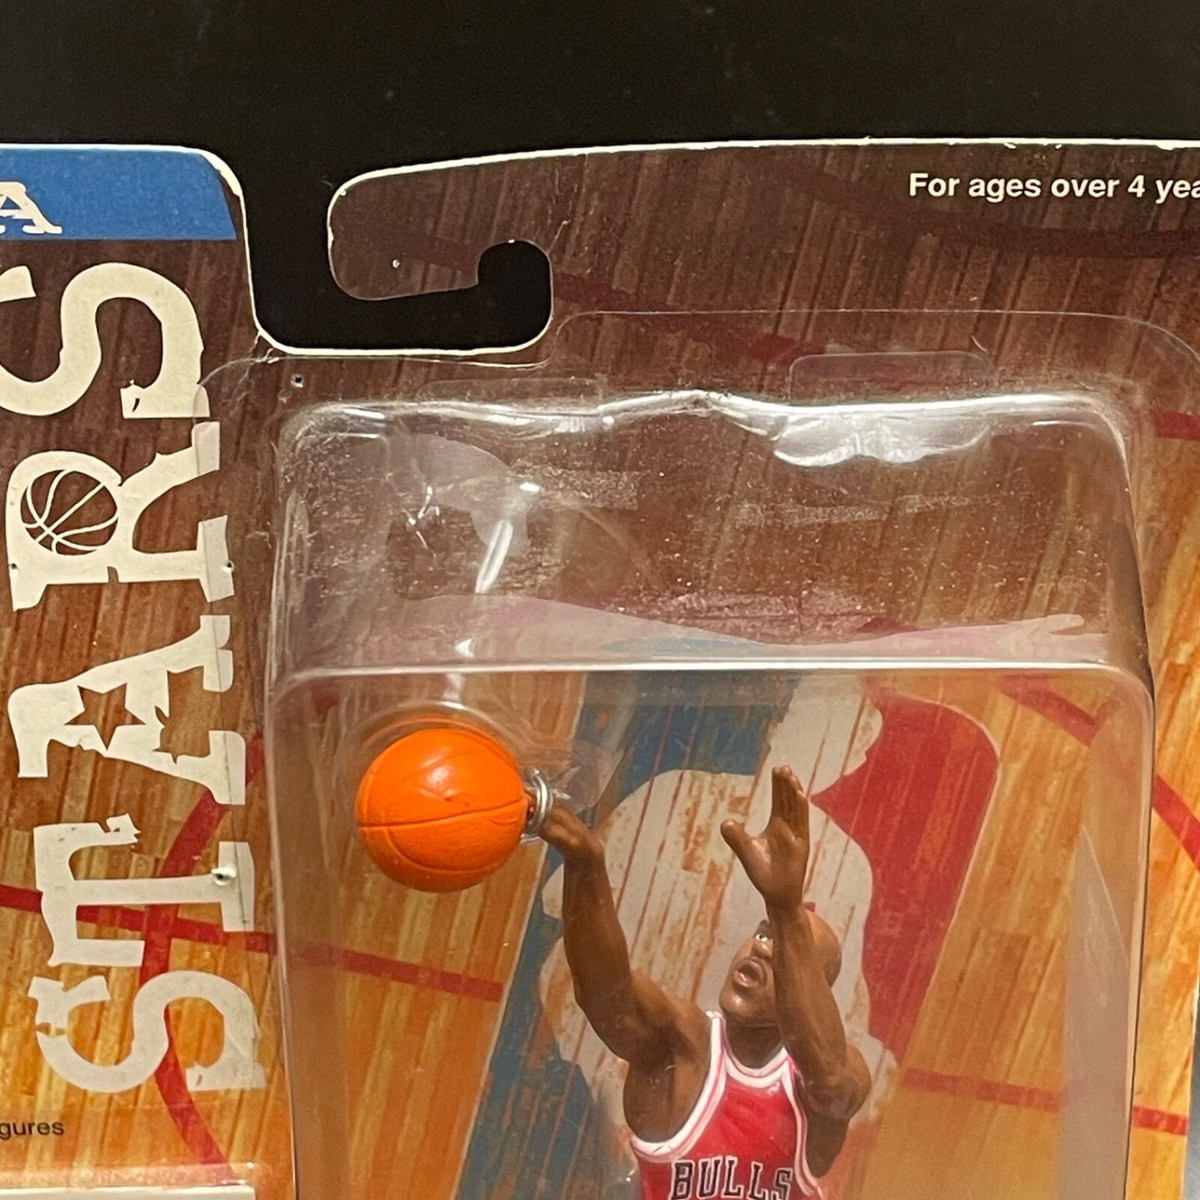 A
STARS
For ages over 4 yea
gures
BULLS